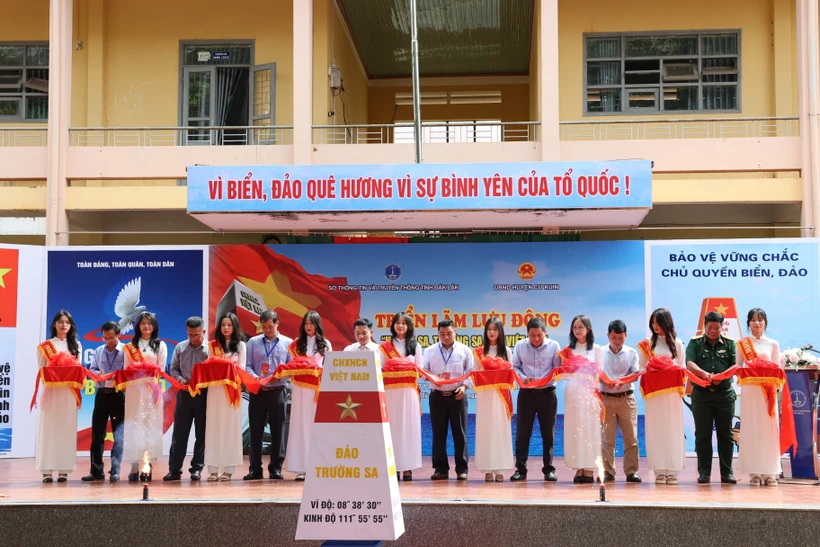 VÌ BIỂN, ĐẢO QUÊ HƯƠNG VÌ SỰ BÌNH YÊN CỦA TỔ QUỐC !
TOÀN ĐẢNG, TOÀN QUÂN, TOÀN DÂN
SỞ THÔNG TIN VÀ TRUYỀN THÔNG TỈNH ĐẮK LẮK
UBND HUYỆN CƯ KUIN
TRIỂN LÃM LƯU ĐỘNG
BẢO VỆ VỮNG CHẮC
CHỦ QUYỀN BIỂN, ĐẢO
CHXHCN
VIỆT NAM
ĐẢO
TRƯỜNG SA
VĨ ĐỘ: 08˜ 38' 30"
KINH ĐỘ 111˜ 55' 55"